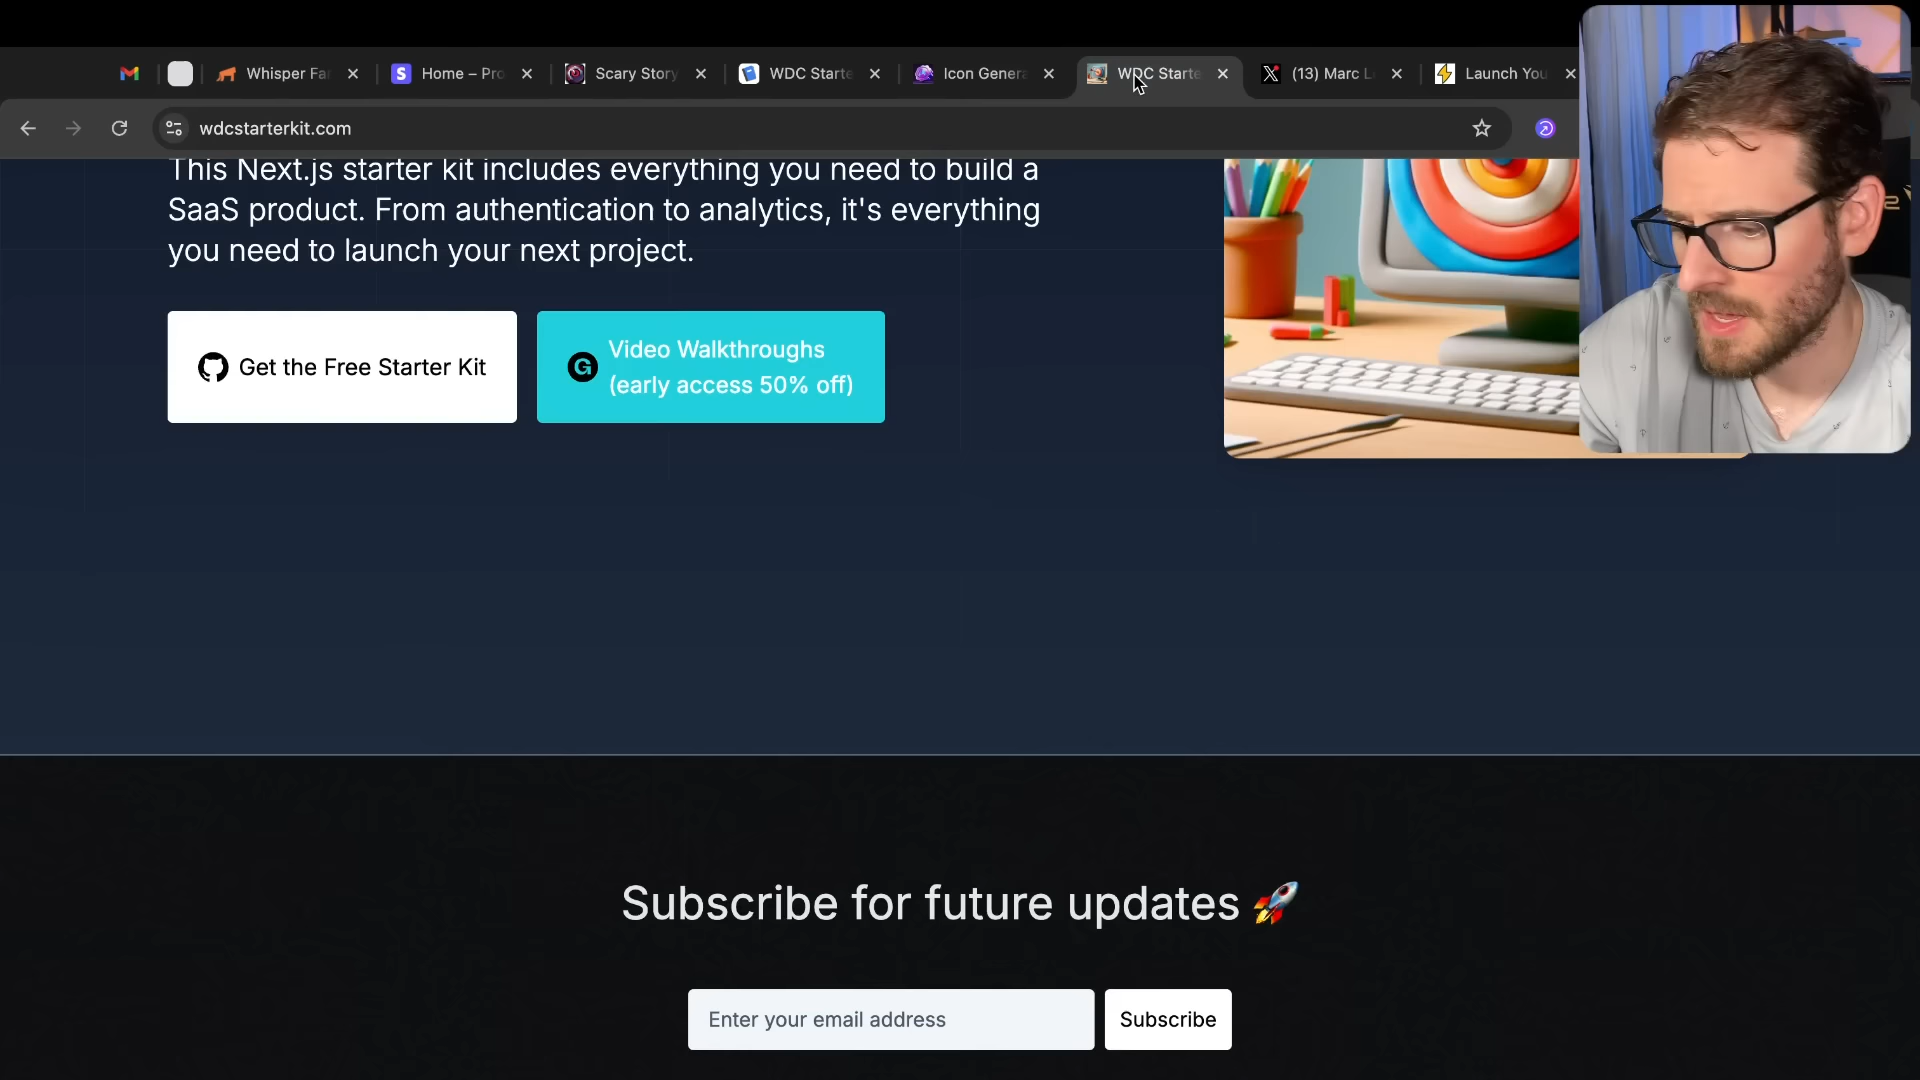 Whisper Fa
Home – Pro
Scary Story
WDC Starte
Icon Genera
WDC Starte
(13) Marc L
Launch You
wdcstarterkit.com
This Next.js starter kit includes everything you need to build a
SaaS product. From authentication to analytics, it's everything
you need to launch your next project.
Get the Free Starter Kit
G Video Walkthroughs
(early access 50% off)
Subscribe for future updates 🚀
Enter your email address
Subscribe